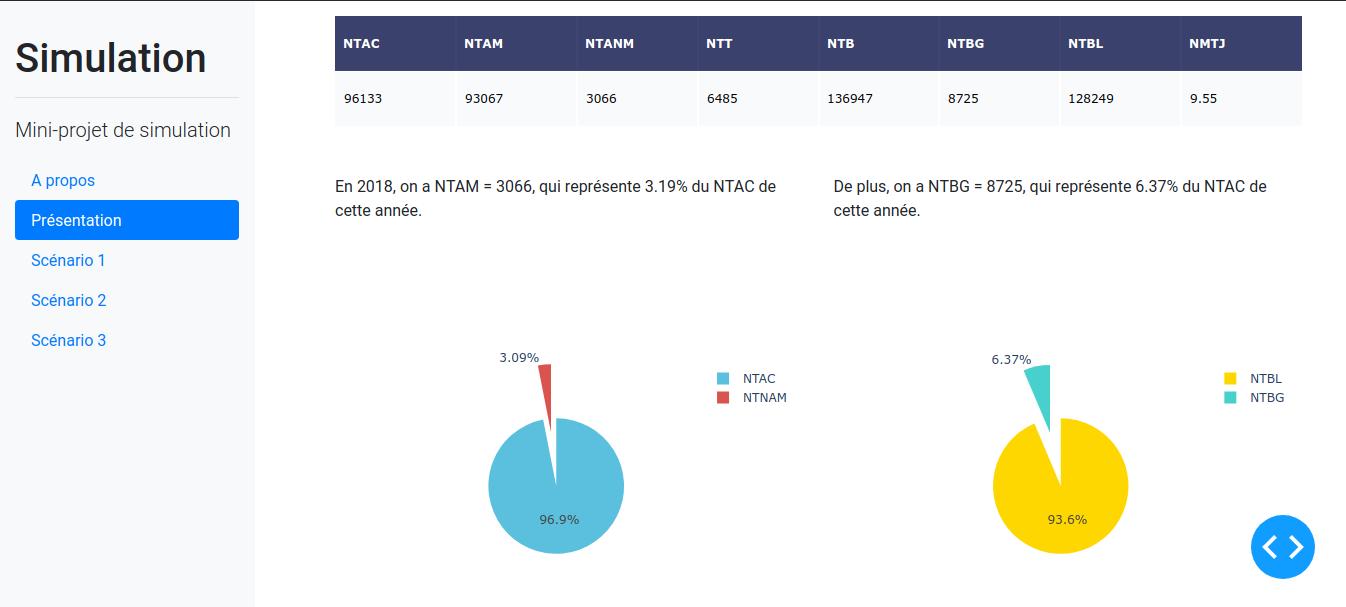 Simulation
Mini-projet de simulation
A propos
Présentation
Scénario 1
Scénario 2
Scénario 3
NTAC NTAM NTANM NTT NTB NTBG NTBL NMTJ
96133 93067 3066 6485 136947 8725 128249 9.55
En 2018, on a NTAM = 3066, qui représente 3.19% du NTAC de
cette année.
De plus, on a NTBG = 8725, qui représente 6.37% du NTAC de
cette année.
3.09%
NTAC
NTNAM
96.9%
6.37%
NTBL
NTBG
93.6%